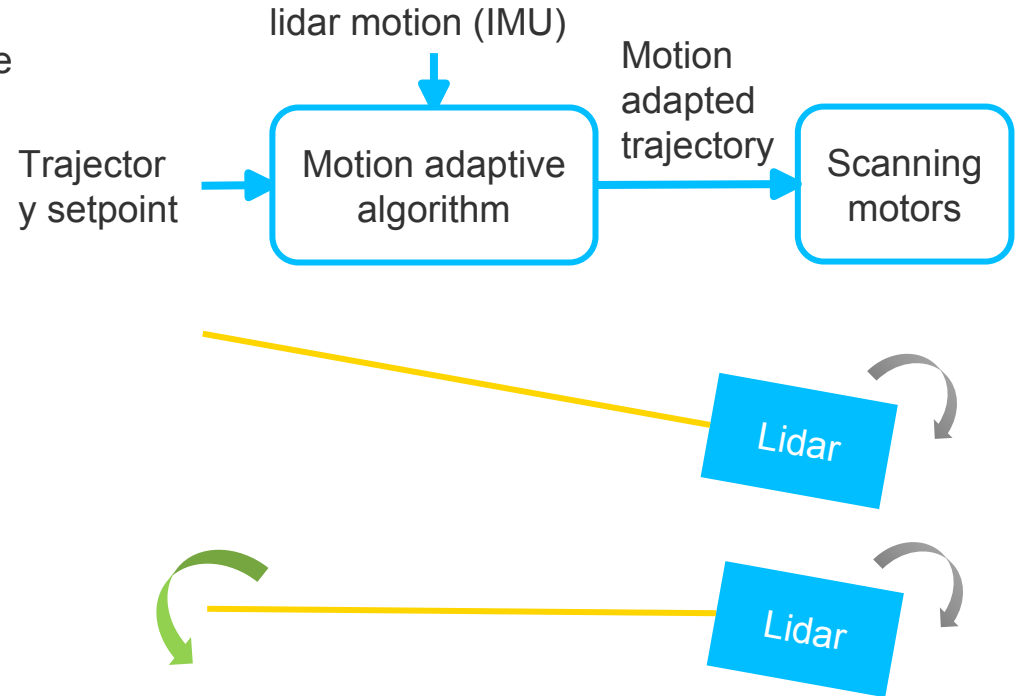 lidar motion (IMU)
e
Motion
adapted
trajectory
Trajector
y setpoint
Motion adaptive
algorithm
Scanning
motors
Lidar
Lidar